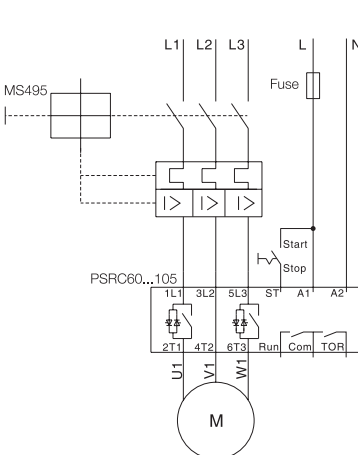 L1 L2 L3 L N
Fuse
MS495
I> I> I>
Start
Stop
PSRC60...105
1L1 3L2 5L3 ST A1 A2
2T1 4T2 6T3 Run Com TOR
U1 V1 W1
M